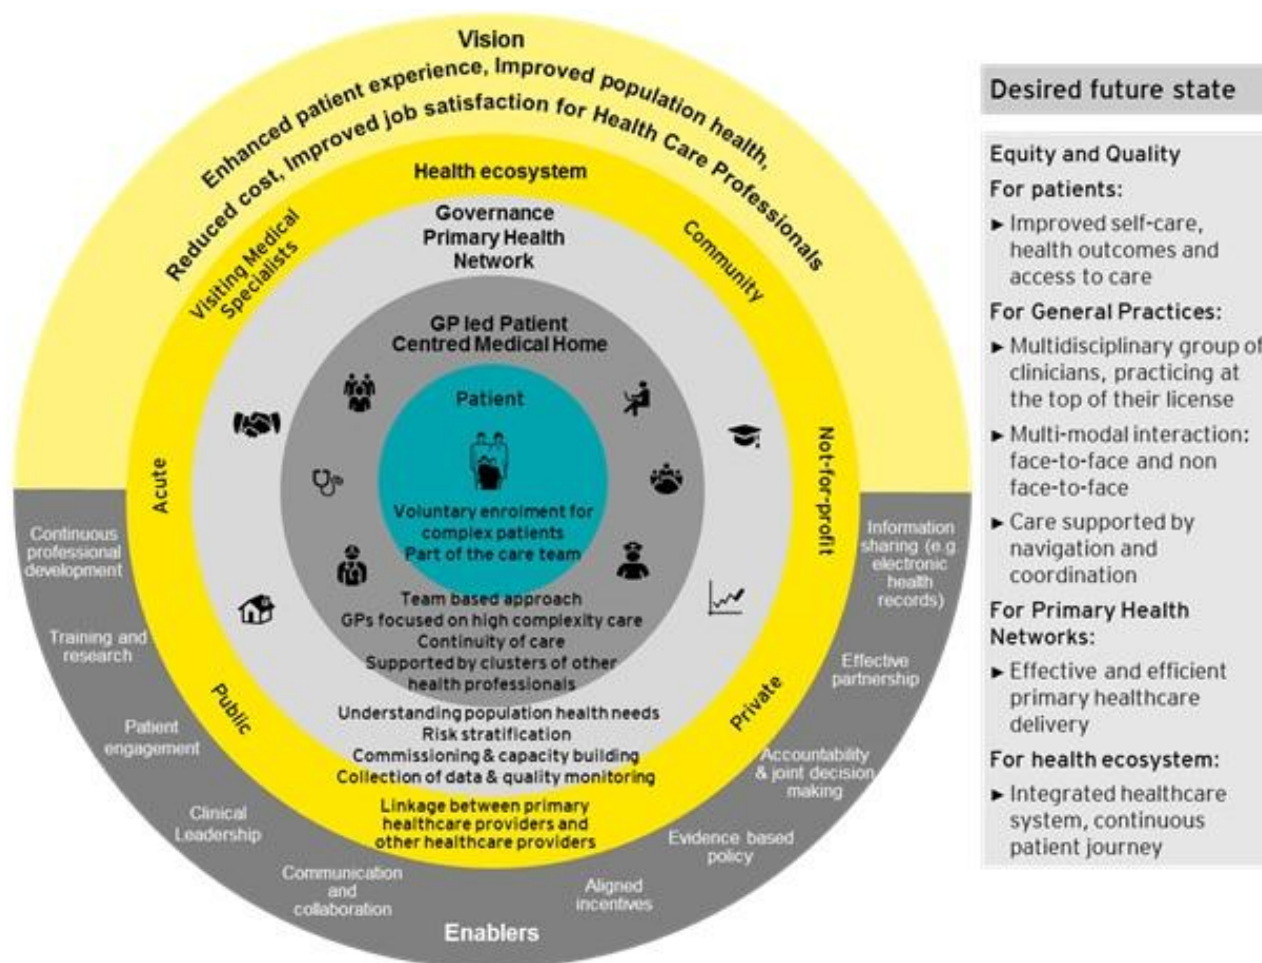 Vision
Enhanced patient experience, Improved population health,
Reduced cost, Improved job satisfaction for Health Care Professionals
Health ecosystem
Visiting Medical
Specialists
Community
Acute
Not-for-profit
Public
Private
Governance
Primary Health
Network
GP led Patient
Centred Medical Home
Patient
Voluntary enrolment for
complex patients
Part of the care team
Team based approach
GPs focused on high complexity care
Continuity of care
Supported by clusters of other
health professionals
Understanding population health needs
Risk stratification
Commissioning & capacity building
Collection of data & quality monitoring
Linkage between primary
healthcare providers and
other healthcare providers
Continuous
professional
development
Training and
research
Patient
engagement
Clinical
Leadership
Communication
and
collaboration
Enablers
Aligned
incentives
Evidence based
policy
Accountability
& joint decision
making
Effective
partnership
Information
sharing (e.g
electronic
health
records)
Desired future state
Equity and Quality
For patients:
► Improved self-care,
health outcomes and
access to care
For General Practices:
► Multidisciplinary group of
clinicians, practicing at
the top of their license
► Multi-modal interaction:
face-to-face and non
face-to-face
► Care supported by
navigation and
coordination
For Primary Health
Networks:
► Effective and efficient
primary healthcare
delivery
For health ecosystem:
► Integrated healthcare
system, continuous
patient journey